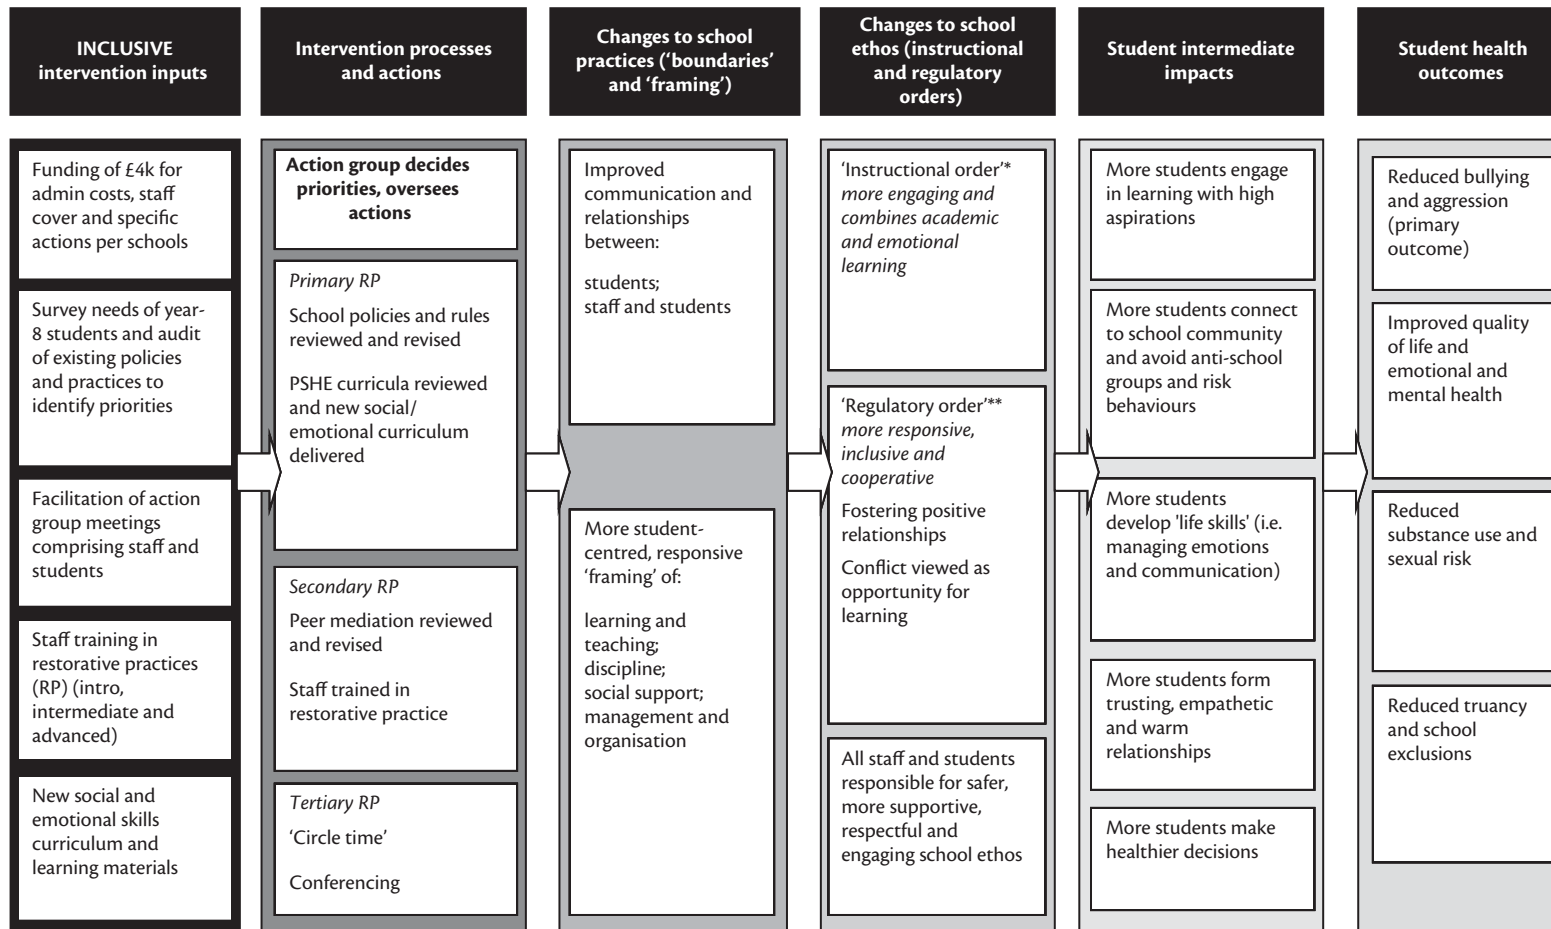 INCLUSIVE
intervention inputs
Intervention processes
and actions
Changes to school
practices (‘boundaries’
and ‘framing’)
Changes to school
ethos (instructional
and regulatory
orders)
Student intermediate
impacts
Student health
outcomes
Funding of £4k for
admin costs, staff
cover and specific
actions per schools
Survey needs of year-
8 students and audit
of existing policies
and practices to
identify priorities
Facilitation of action
group meetings
comprising staff and
students
Staff training in
restorative practices
(RP) (intro,
intermediate and
advanced)
New social and
emotional skills
curriculum and
learning materials
Action group decides
priorities, oversees
actions
Primary RP
School policies and rules
reviewed and revised
PSHE curricula reviewed
and new social/
emotional curriculum
delivered
Secondary RP
Peer mediation reviewed
and revised
Staff trained in
restorative practice
Tertiary RP
‘Circle time’
Conferencing
Improved
communication and
relationships
between:
students;
staff and students
More student-
centred, responsive
‘framing’ of:
learning and
teaching;
discipline;
social support;
management and
organisation
‘Instructional order’*
more engaging and
combines academic
and emotional
learning
‘Regulatory order’**
more responsive,
inclusive and
cooperative
Fostering positive
relationships
Conflict viewed as
opportunity for
learning
All staff and students
responsible for safer,
more supportive,
respectful and
engaging school ethos
More students engage
in learning with high
aspirations
More students connect
to school community
and avoid anti-school
groups and risk
behaviours
More students
develop 'life skills' (i.e.
managing emotions
and communication)
More students form
trusting, empathetic
and warm
relationships
More students make
healthier decisions
Reduced bullying
and aggression
(primary
outcome)
Improved quality
of life and
emotional and
mental health
Reduced
substance use and
sexual risk
Reduced truancy
and school
exclusions